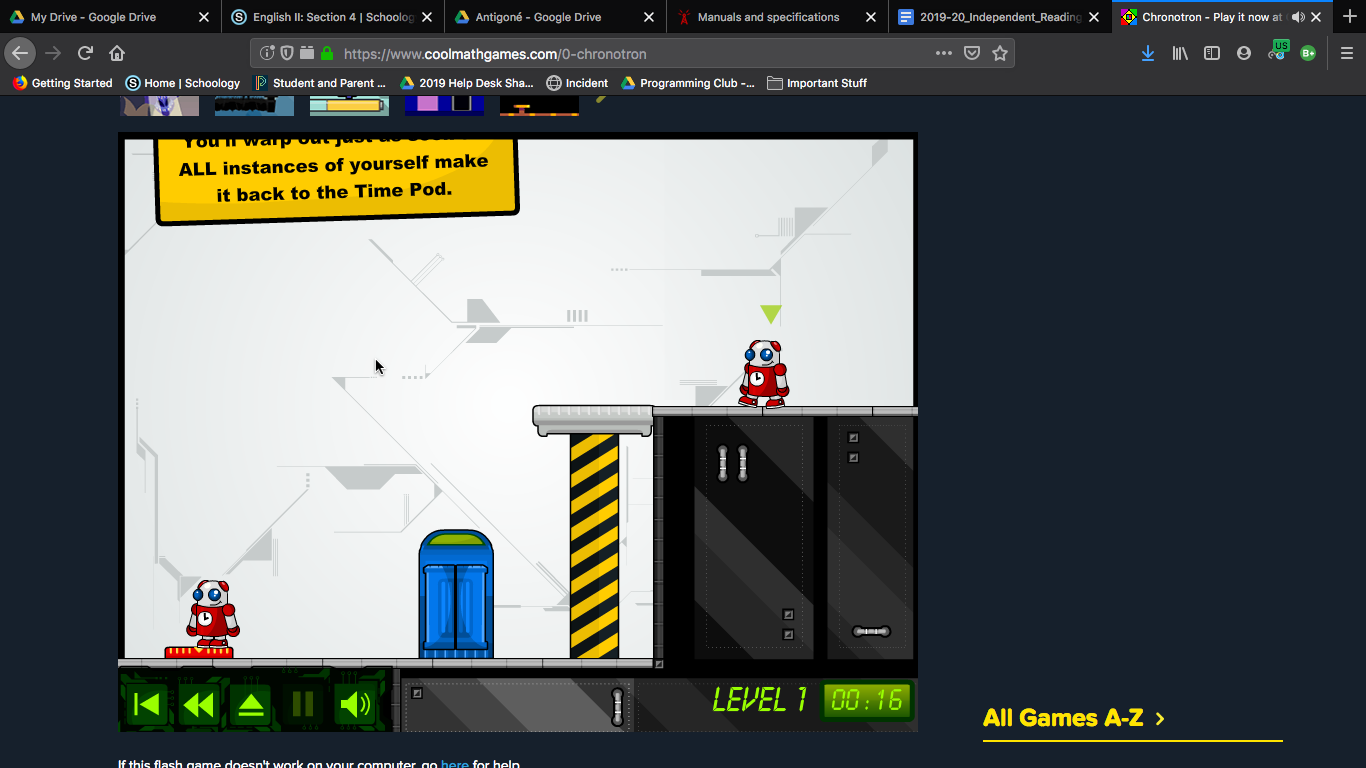 My Drive - Google Drive
English II: Section 4 | Schoolog
Antigoné - Google Drive
Manuals and specifications
2019-20_Independent_Reading
Chronotron - Play it now at
https://www.coolmathgames.com/0-chronotron
US
B+
Getting Started
Home | Schoology
Student and Parent ...
2019 Help Desk Sha...
Incident
Programming Club -...
Important Stuff
ALL instances of yourself make
it back to the Time Pod.
LEVEL 1
00:16
All Games A-Z
If this flash game doesn't work on your computer, go here for help